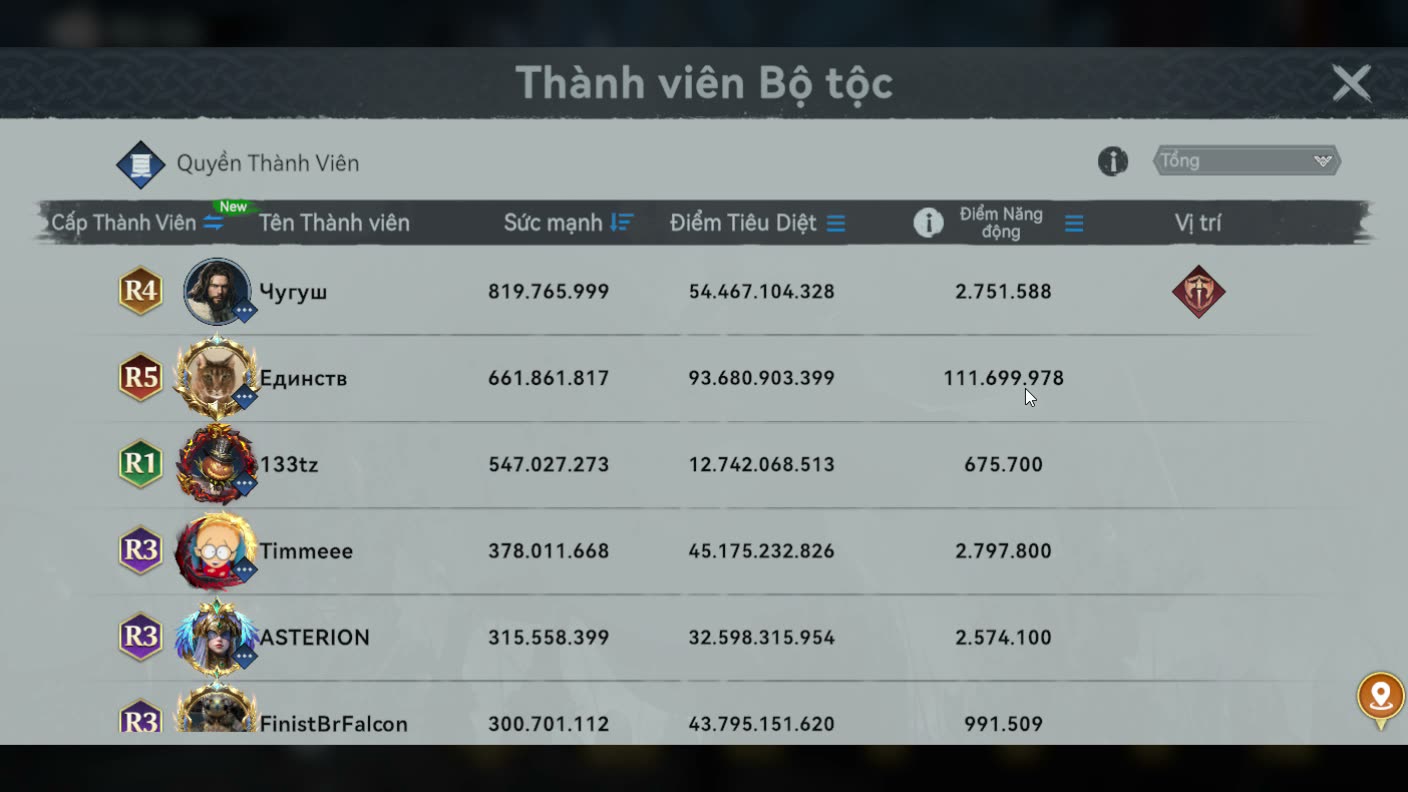 Thành viên Bộ tộc
Quyền Thành Viên
Tổng
New
Cấp Thành Viên Tên Thành viên Sức mạnh Điểm Tiêu Diệt Điểm Năng động Vị trí
R4 Чугуш 819.765.999 54.467.104.328 2.751.588
R5 Единств 661.861.817 93.680.903.399 111.699.978
R1 133tz 547.027.273 12.742.068.513 675.700
R3 Timmeee 378.011.668 45.175.232.826 2.797.800
R3 ASTERION 315.558.399 32.598.315.954 2.574.100
R3 FinistBrFalcon 300.701.112 43.795.151.620 991.509